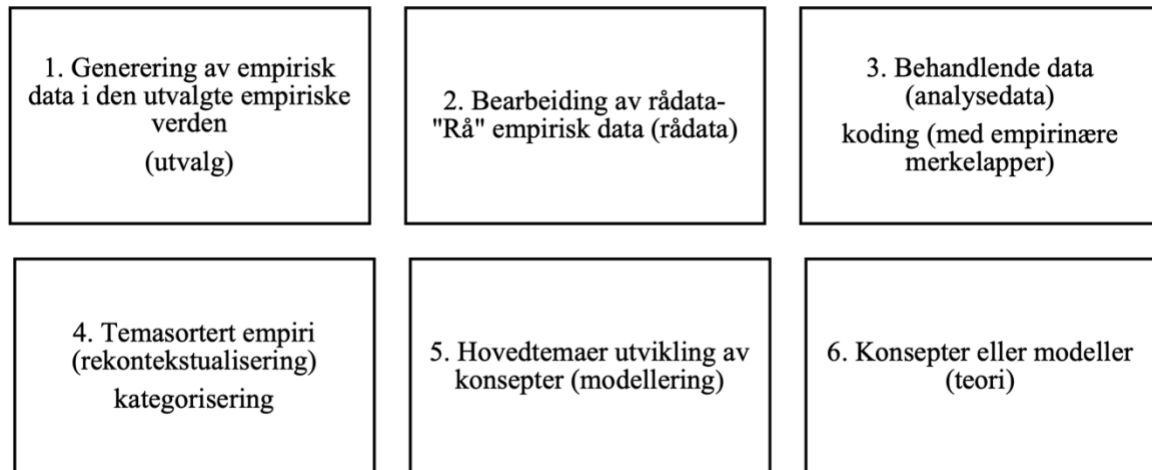 1. Generering av empirisk
data i den utvalgte empiriske
verden
(utvalg)
2. Bearbeiding av rådata-
"Rå" empirisk data (rådata)
3. Behandlende data
(analysedata)
koding (med empirinære
merkelapper)
4. Temasortert empiri
(rekontekstualisering)
kategorisering
5. Hovedtemaer utvikling av
konsepter (modellering)
6. Konsepter eller modeller
(teori)